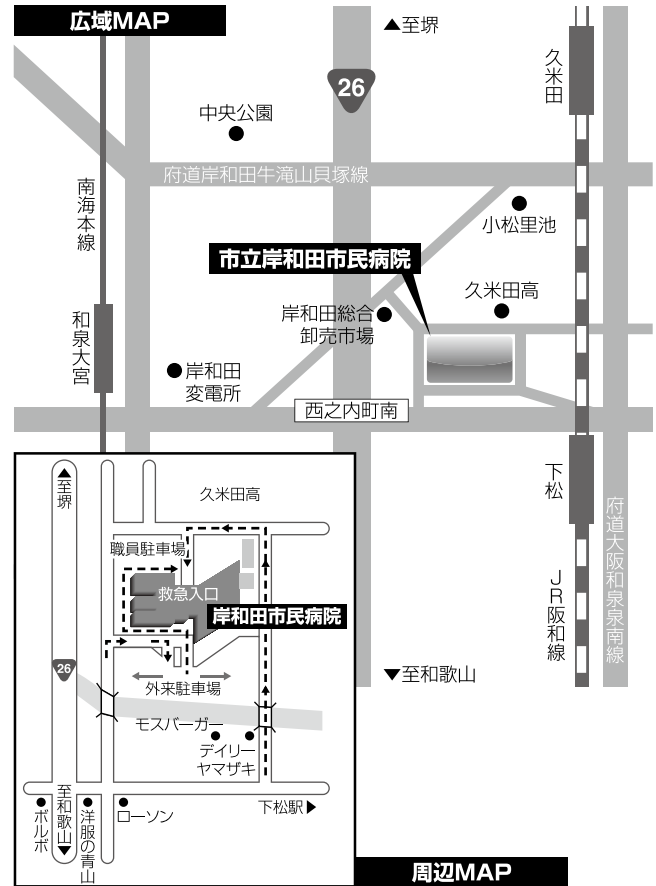 広域MAP
▲至堺
久米田
26
中央公園
府道岸和田牛滝山貝塚線
南海本線
小松里池
市立岸和田市民病院
久米田高
岸和田総合
卸売市場
和泉大宮
岸和田
変電所
西之内町南
下松
府道大阪和泉泉南線
JR阪和線
▼至和歌山
▲至堺
久米田高
職員駐車場
救急入口
岸和田市民病院
26
外来駐車場
モスバーガー
デイリー
ヤマザキ
至和歌山▼
ボルボ
洋服の青山
ローソン
下松駅▶
周辺MAP